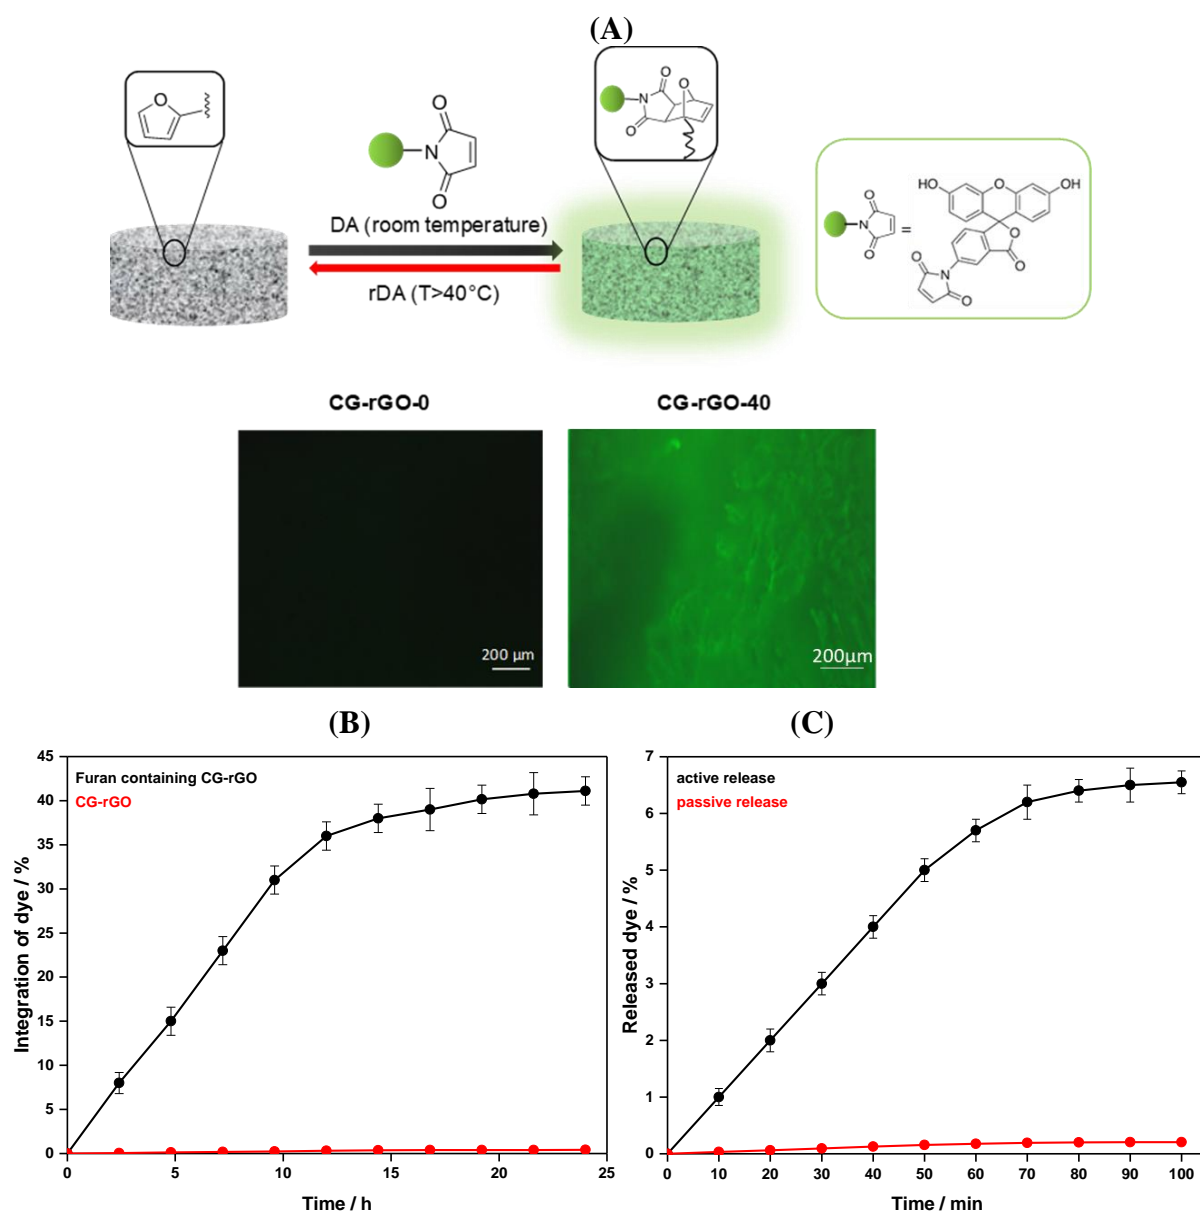 (A)
O
O
N
O
O
N
O
O
DA (room temperature)
rDA (T>40°C)
HO
O
OH
O
N
O
=
O
O
N
O
O
CG-rGO-0
CG-rGO-40
200 μm
200μm
(B)
(C)
45
40
35
30
25
20
15
10
5
0
Furan containing CG-rGO
CG-rGO
Integration of dye / %
0
5
10
15
20
25
Time / h
7
6
5
4
3
2
1
0
active release
passive release
Released dye / %
0
10
20
30
40
50
60
70
80
90
100
Time / min